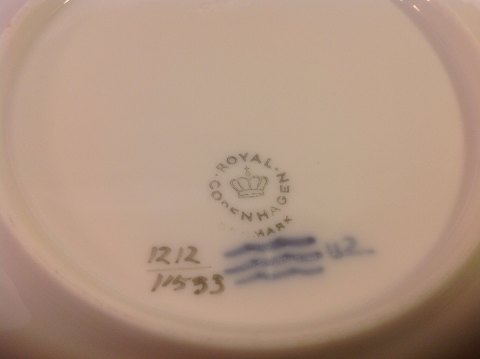 ROYAL
COPENHAGEN
DENMARK
1212
11533